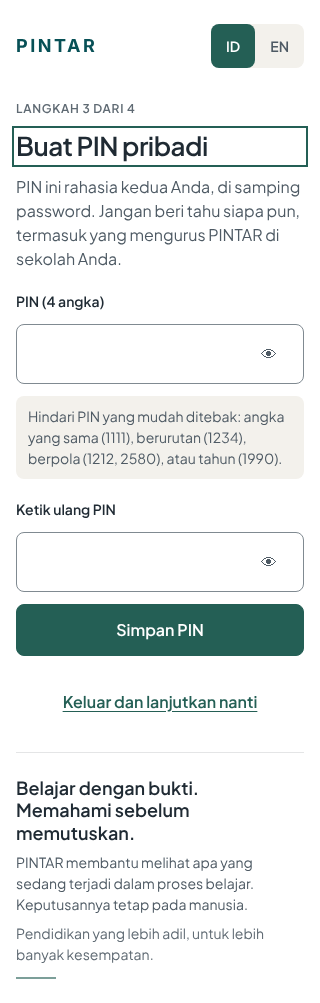 PINTAR
ID
EN
LANGKAH 3 DARI 4
Buat PIN pribadi
PIN ini rahasia kedua Anda, di samping
password. Jangan beri tahu siapa pun,
termasuk yang mengurus PINTAR di
sekolah Anda.
PIN (4 angka)
Hindari PIN yang mudah ditebak: angka
yang sama (1111), berurutan (1234),
berpola (1212, 2580), atau tahun (1990).
Ketik ulang PIN
Simpan PIN
Keluar dan lanjutkan nanti
Belajar dengan bukti.
Memahami sebelum
memutuskan.
PINTAR membantu melihat apa yang
sedang terjadi dalam proses belajar.
Keputusannya tetap pada manusia.
Pendidikan yang lebih adil, untuk lebih
banyak kesempatan.